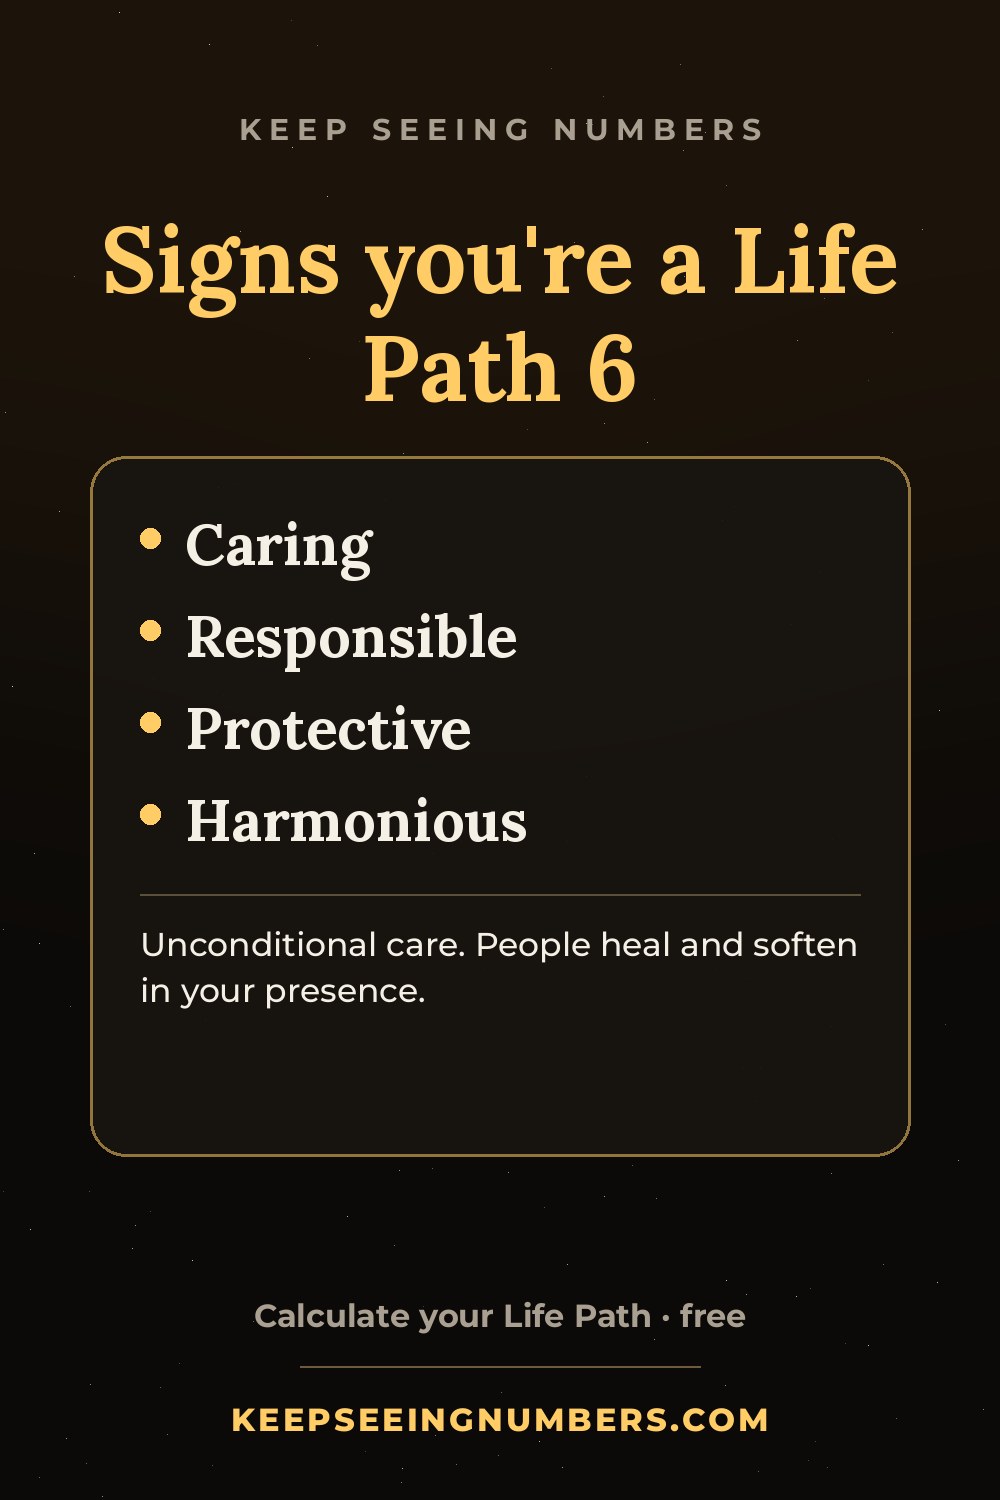 KEEP SEEING NUMBERS
Signs you're a Life
Path 6
Caring
Responsible
Protective
Harmonious
Unconditional care. People heal and soften
in your presence.
Calculate your Life Path · free
KEEPSEEINGNUMBERS.COM